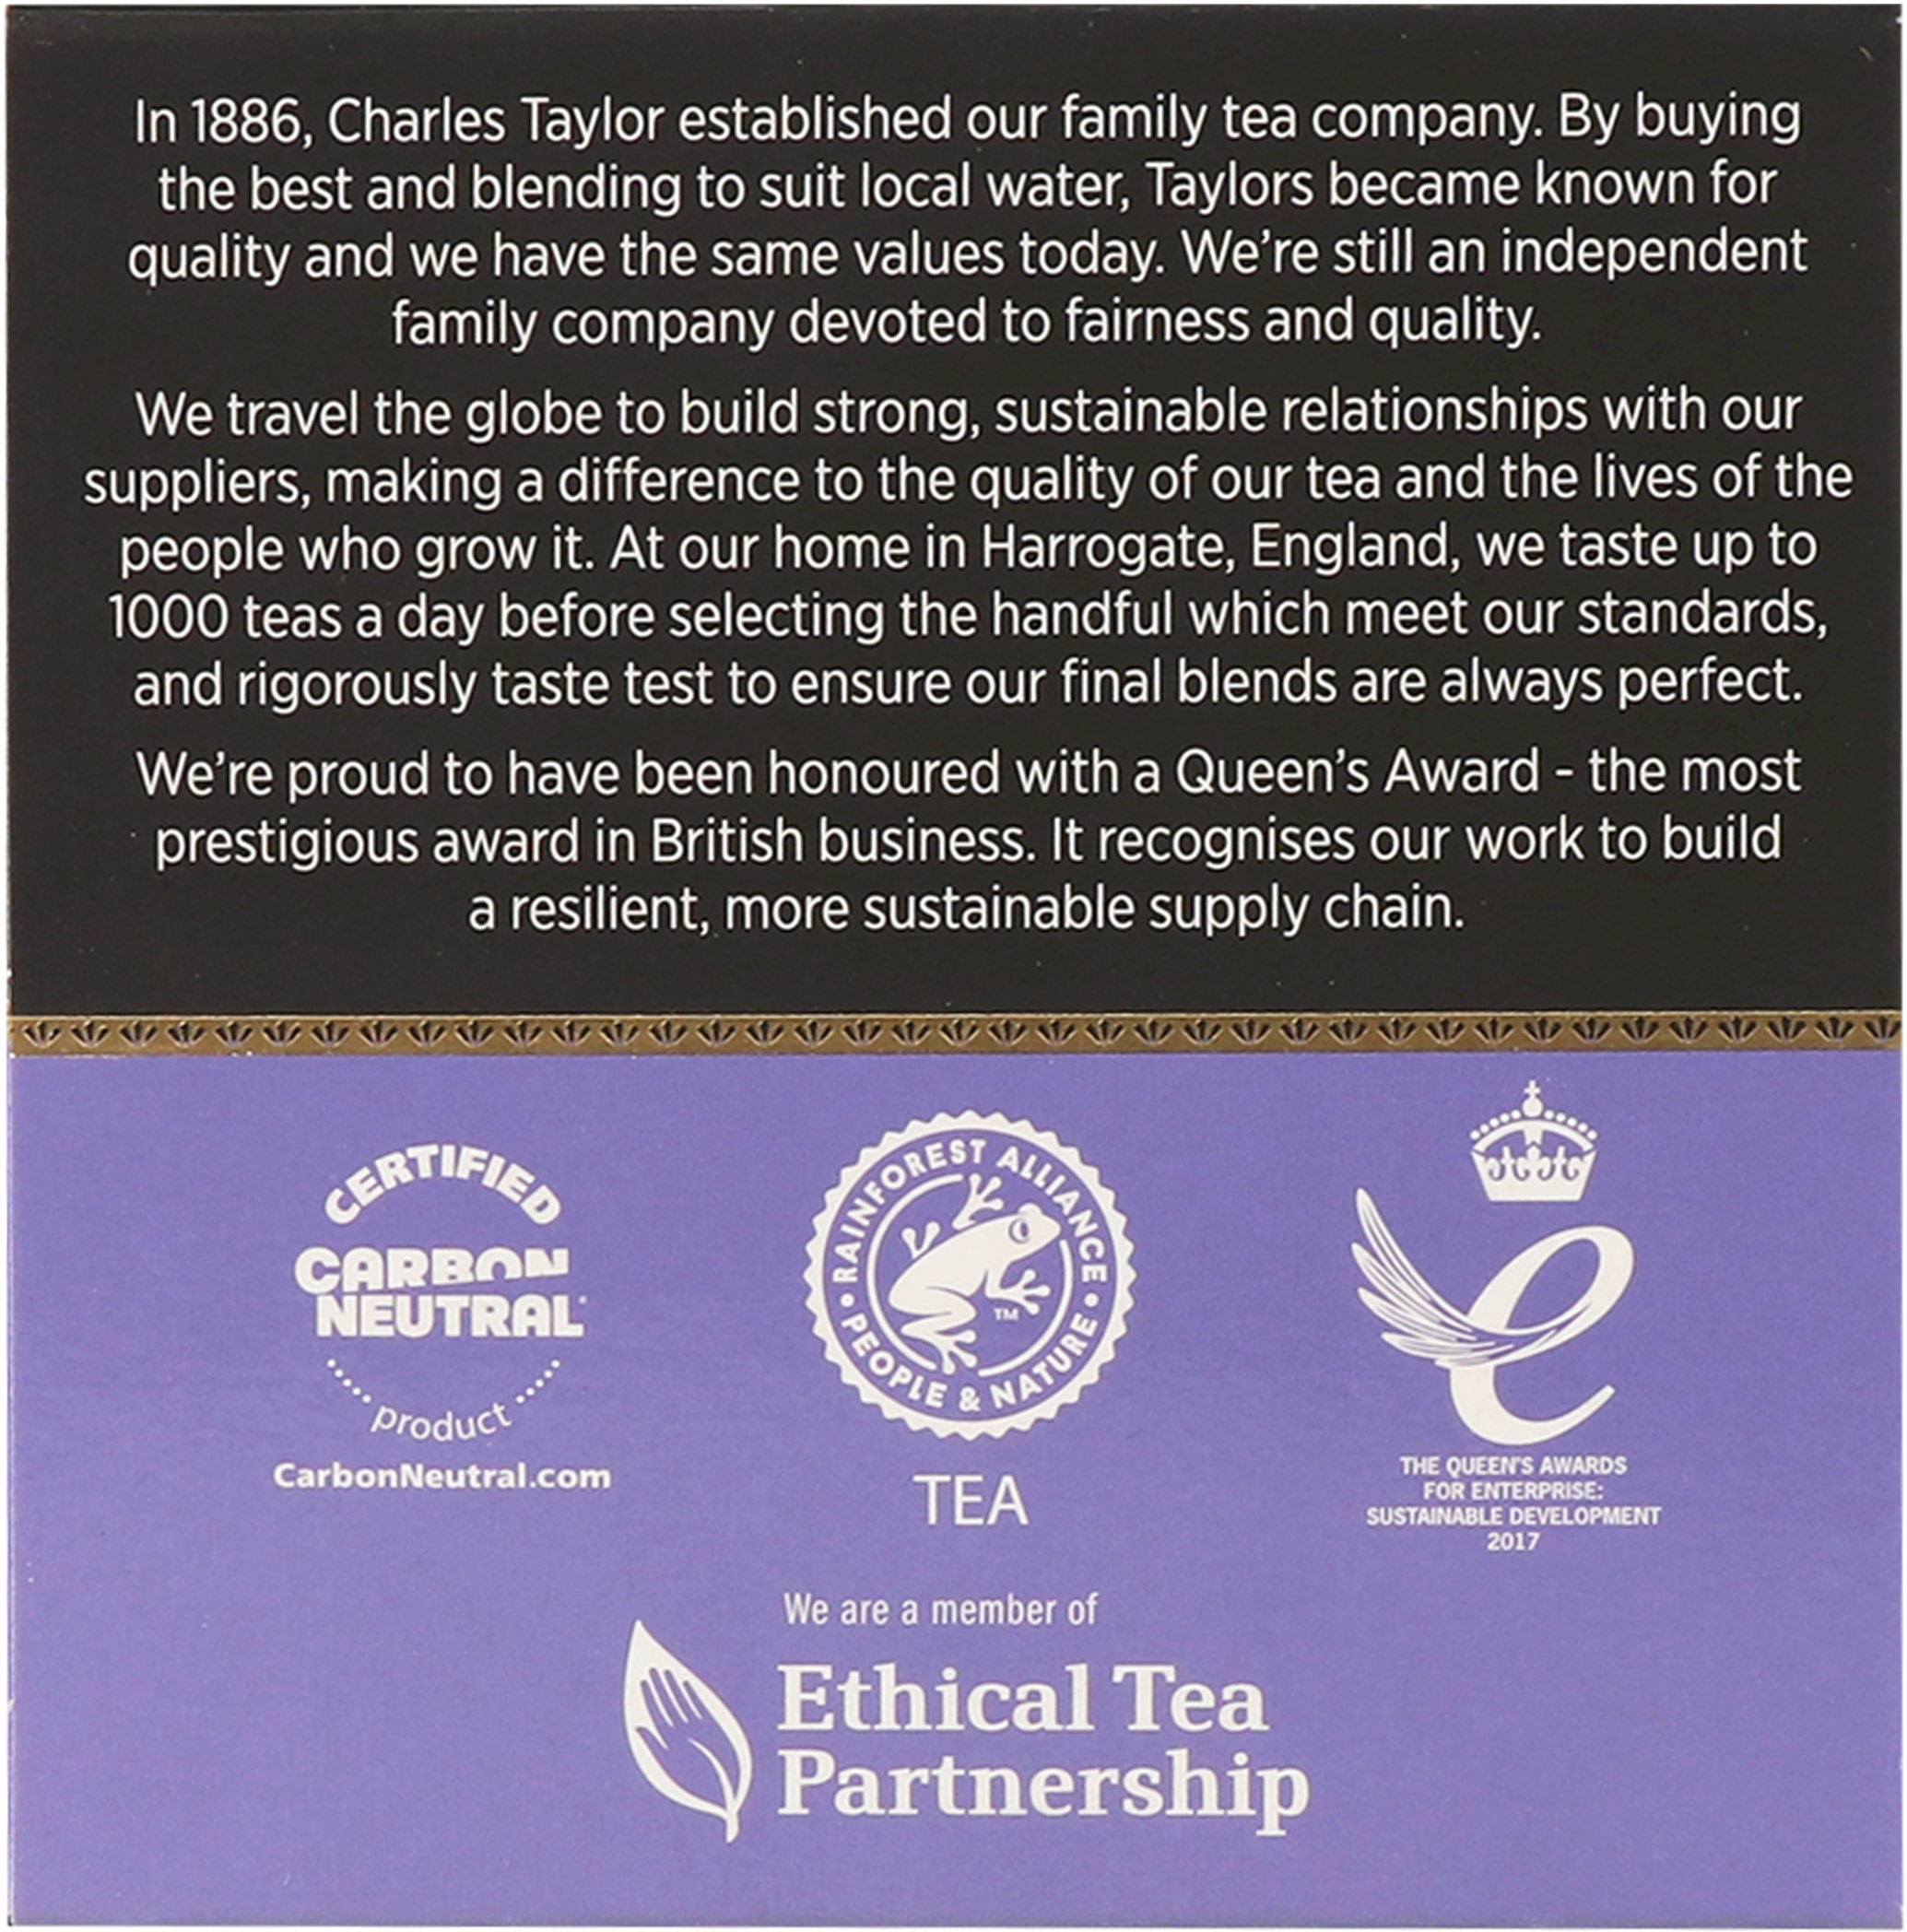 In 1886, Charles Taylor established our family tea company. By buying
the best and blending to suit local water, Taylors became known for
quality and we have the same values today. We're still an independent
family company devoted to fairness and quality.
We travel the globe to build strong, sustainable relationships with our
suppliers, making a difference to the quality of our tea and the lives of the
people who grow it. At our home in Harrogate, England, we taste up to
1000 teas a day before selecting the handful which meet our standards,
and rigorously taste test to ensure our final blends are always perfect.
We're proud to have been honoured with a Queen's Award - the most
prestigious award in British business. It recognises our work to build
a resilient, more sustainable supply chain.
CERTIFIED
CARBON
NEUTRAL
product
CarbonNeutral.com
RAINFOREST ALLIANCE
• PEOPLE & NATURE •
TM
TEA
e
THE QUEEN'S AWARDS
FOR ENTERPRISE:
SUSTAINABLE DEVELOPMENT
2017
We are a member of
Ethical Tea
Partnership